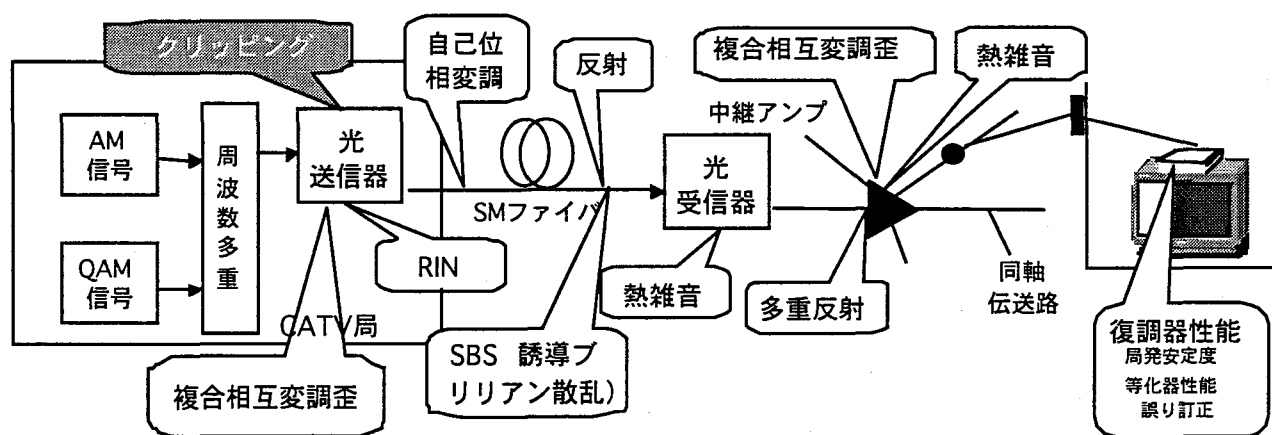 クリッピング
AM
信号
QAM
信号
周
波
数
多
重
光
送信器
CATV局
複合相互変調歪
RIN
自己位
相変調
SMファイバ
反射
SBS 誘導ブ
リリアン散乱)
光
受信器
熱雑音
複合相互変調歪
中継アンプ
熱雑音
多重反射
同軸
伝送路
復調器性能
局発安定度
等化器性能
誤り訂正